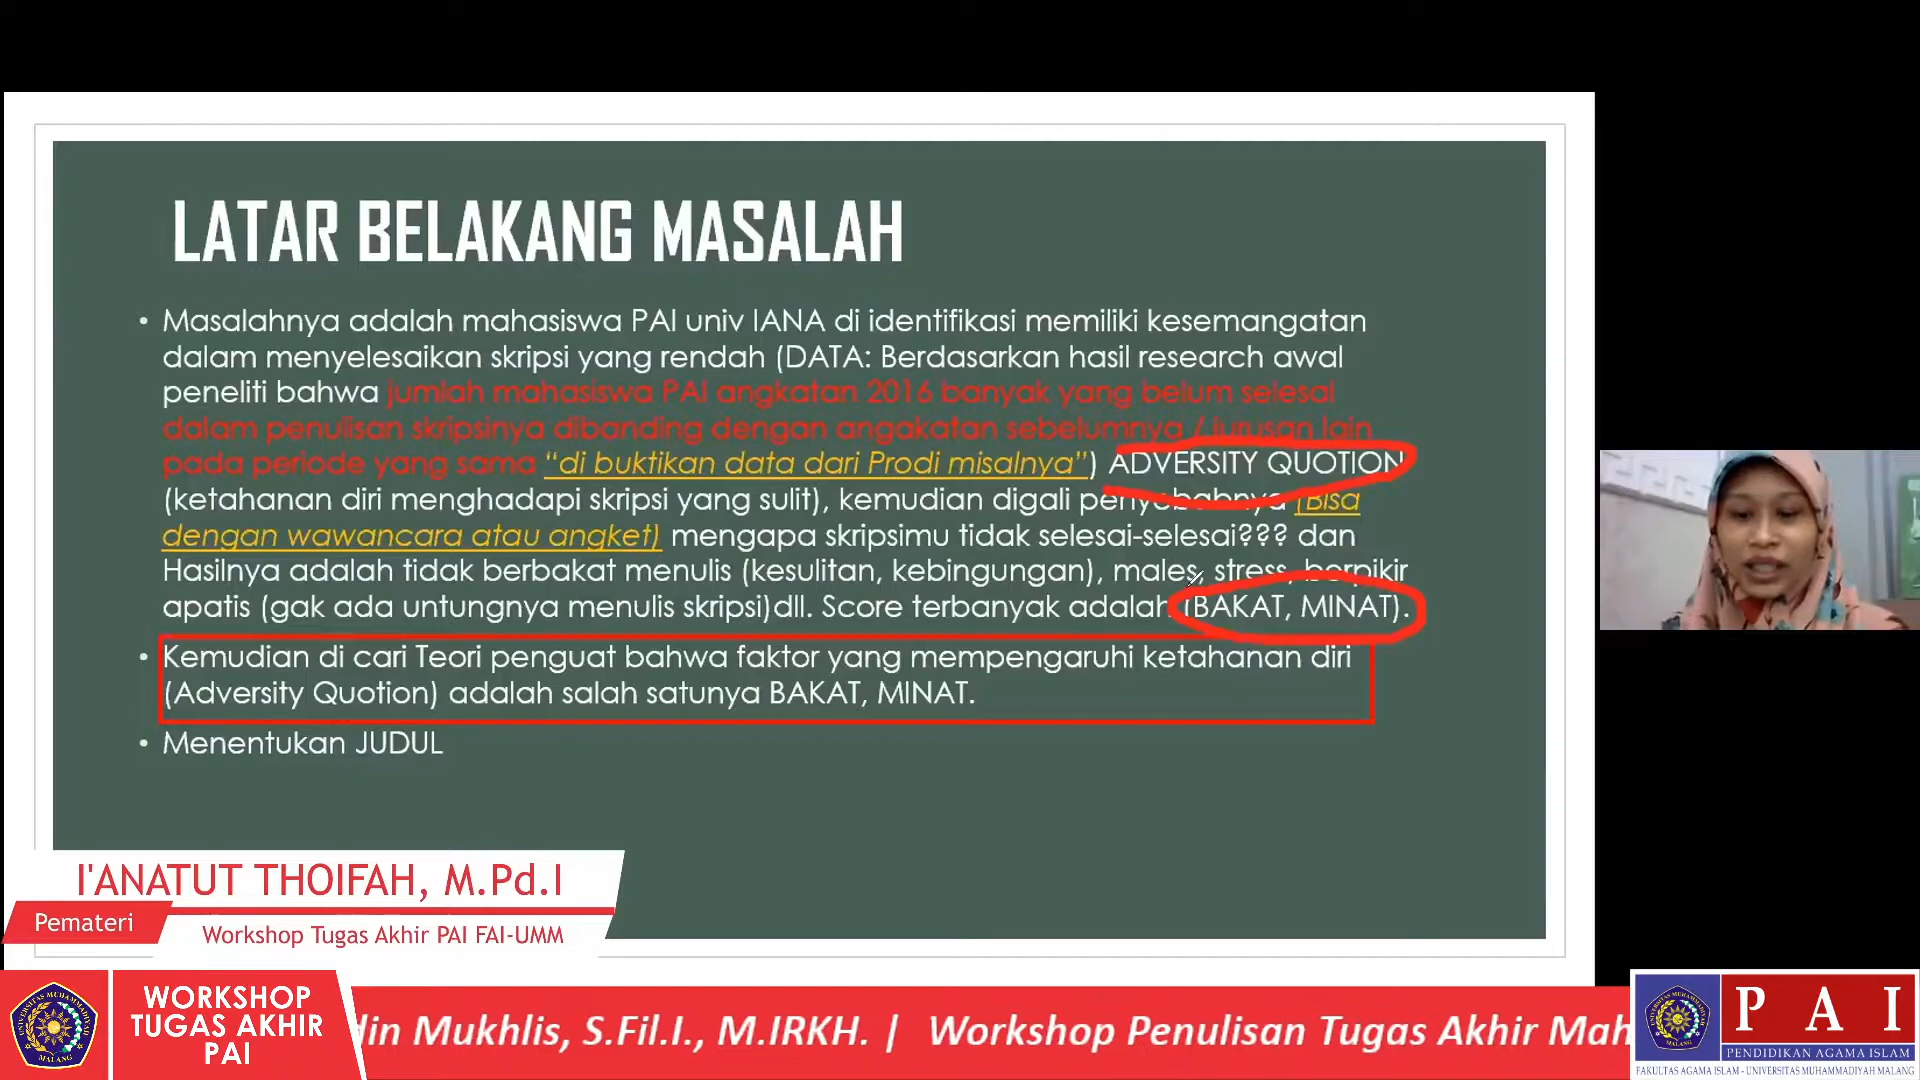 LATAR BELAKANG MASALAH
• Masalahnya adalah mahasiswa PAI univ IANA di identifikasi memiliki kesemangatan
dalam menyelesaikan skripsi yang rendah (DATA: Berdasarkan hasil research awal
peneliti bahwa jumlah mahasiswa PAI angkatan 2016 banyak yang belum selesai
dalam penulisan skripsinya dibanding dengan angakatan sebelumnya / jurusan lain
pada periode yang sama “di buktikan data dari Prodi misalnya”) ADVERSITY QUOTION
(ketahanan diri menghadapi skripsi yang sulit), kemudian digali penyebabnya (Bisa
dengan wawancara atau angket) mengapa skripsimu tidak selesai-selesai??? dan
Hasilnya adalah tidak berbakat menulis (kesulitan, kebingungan), males, stress, berpikir
apatis (gak ada untungnya menulis skripsi)dll. Score terbanyak adalah (BAKAT, MINAT).
• Kemudian di cari Teori penguat bahwa faktor yang mempengaruhi ketahanan diri
(Adversity Quotion) adalah salah satunya BAKAT, MINAT.
• Menentukan JUDUL
I'ANATUT THOIFAH, M.Pd.I
Pemateri
Workshop Tugas Akhir PAI FAI-UMM
WORKSHOP
TUGAS AKHIR
PAI
din Mukhlis, S.Fil.I., M.IRKH. | Workshop Penulisan Tugas Akhir Mah
UNIVERSITAS MUHAMMADIYAH
MALANG
PAI
PENDIDIKAN AGAMA ISLAM
FAKULTAS AGAMA ISLAM - UNIVERSITAS MUHAMMADIYAH MALANG